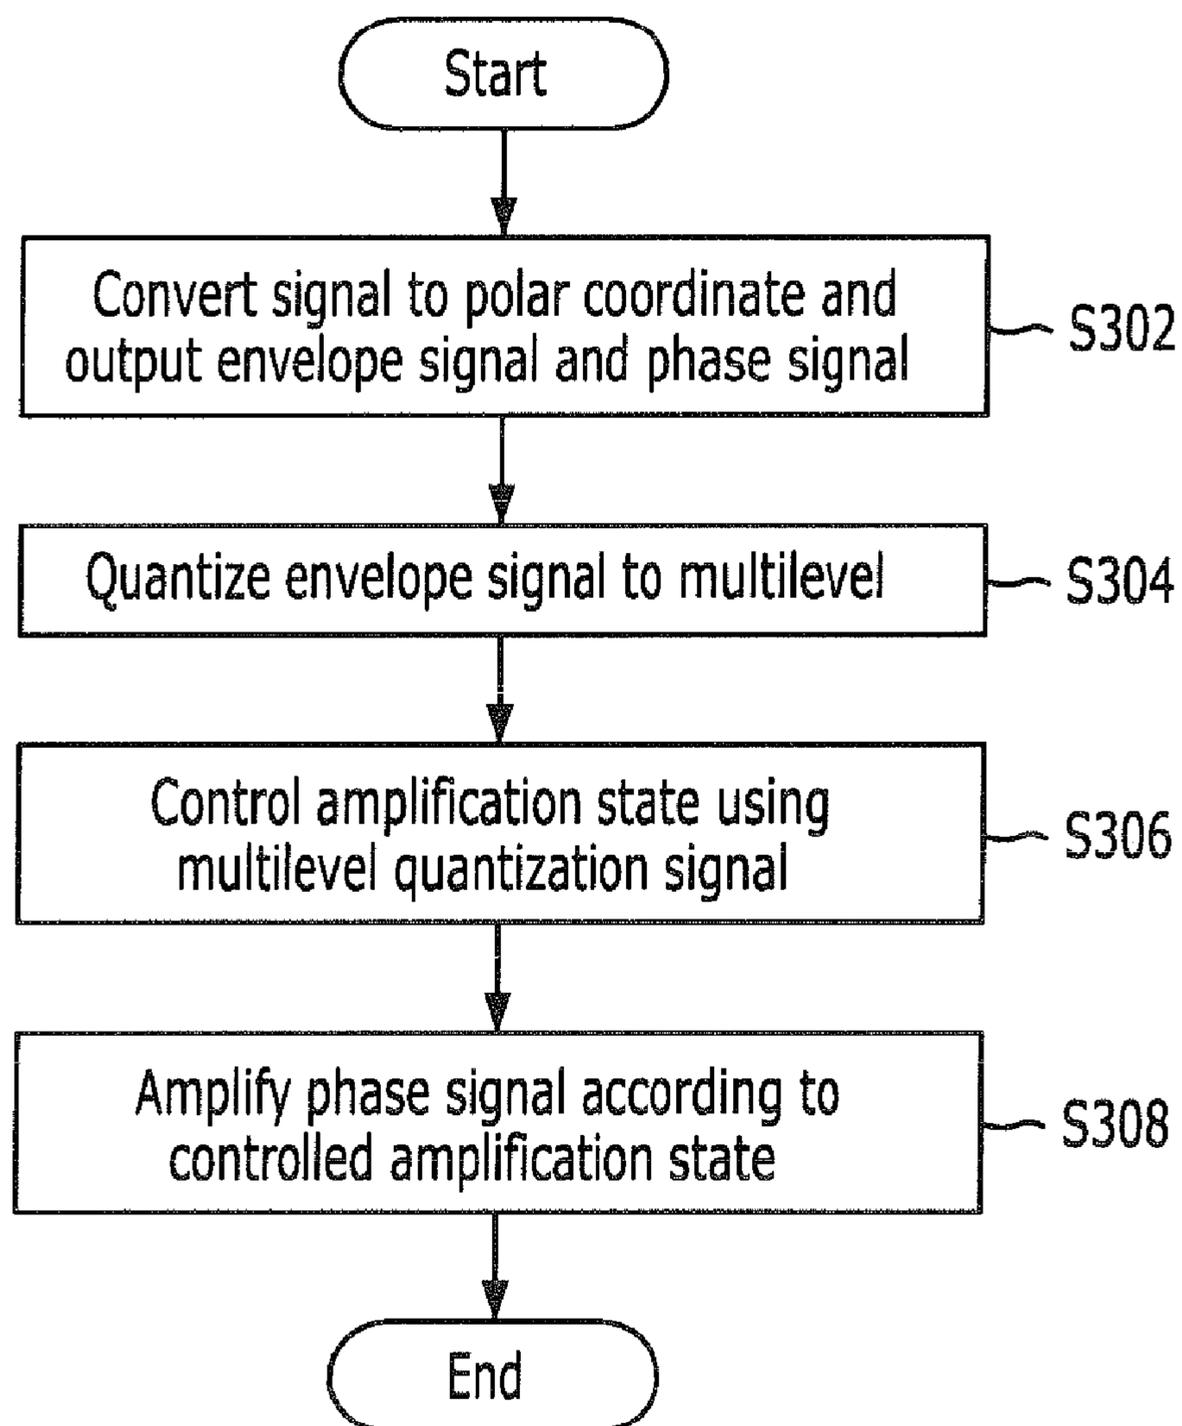 Start
Convert signal to polar coordinate and
output envelope signal and phase signal
S302
Quantize envelope signal to multilevel
S304
Control amplification state using
multilevel quantization signal
S306
Amplify phase signal according to
controlled amplification state
S308
End